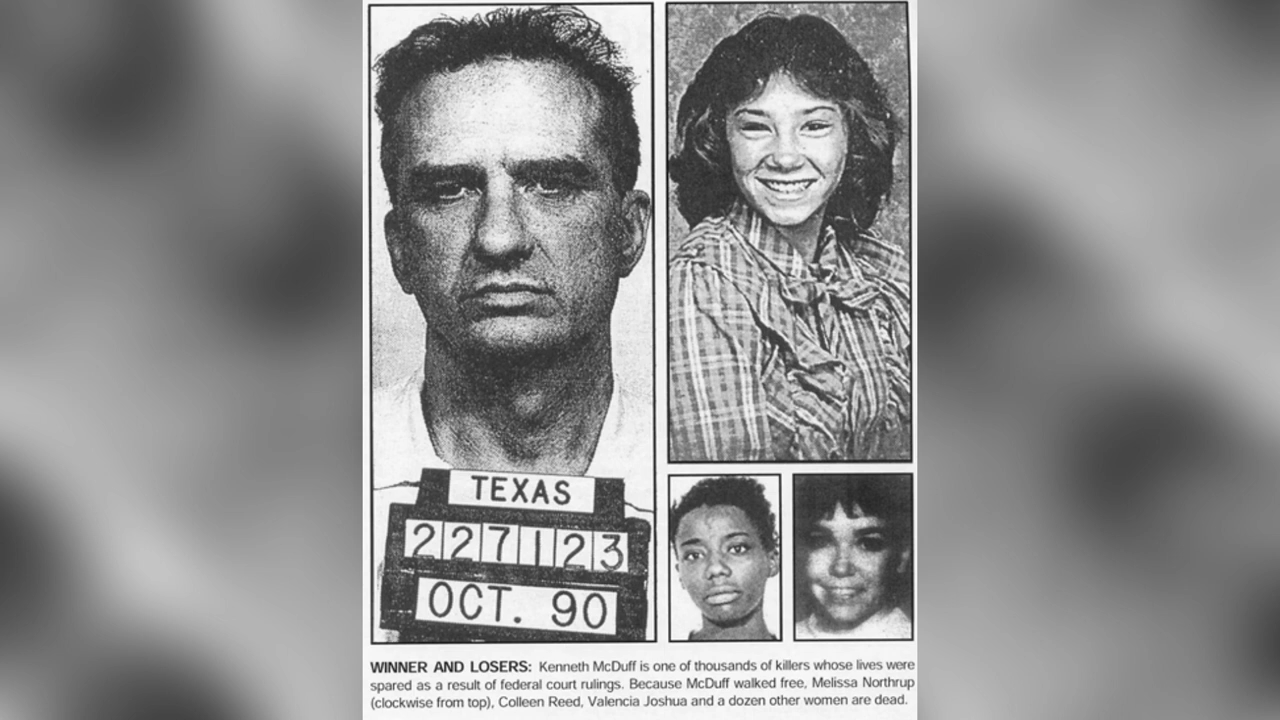 TEXAS
227123
OCT. 90
WINNER AND LOSERS: Kenneth McDuff is one of thousands of killers whose lives were
spared as a result of federal court rulings. Because McDuff walked free, Melissa Northrup
(clockwise from top), Colleen Reed, Valencia Joshua and a dozen other women are dead.